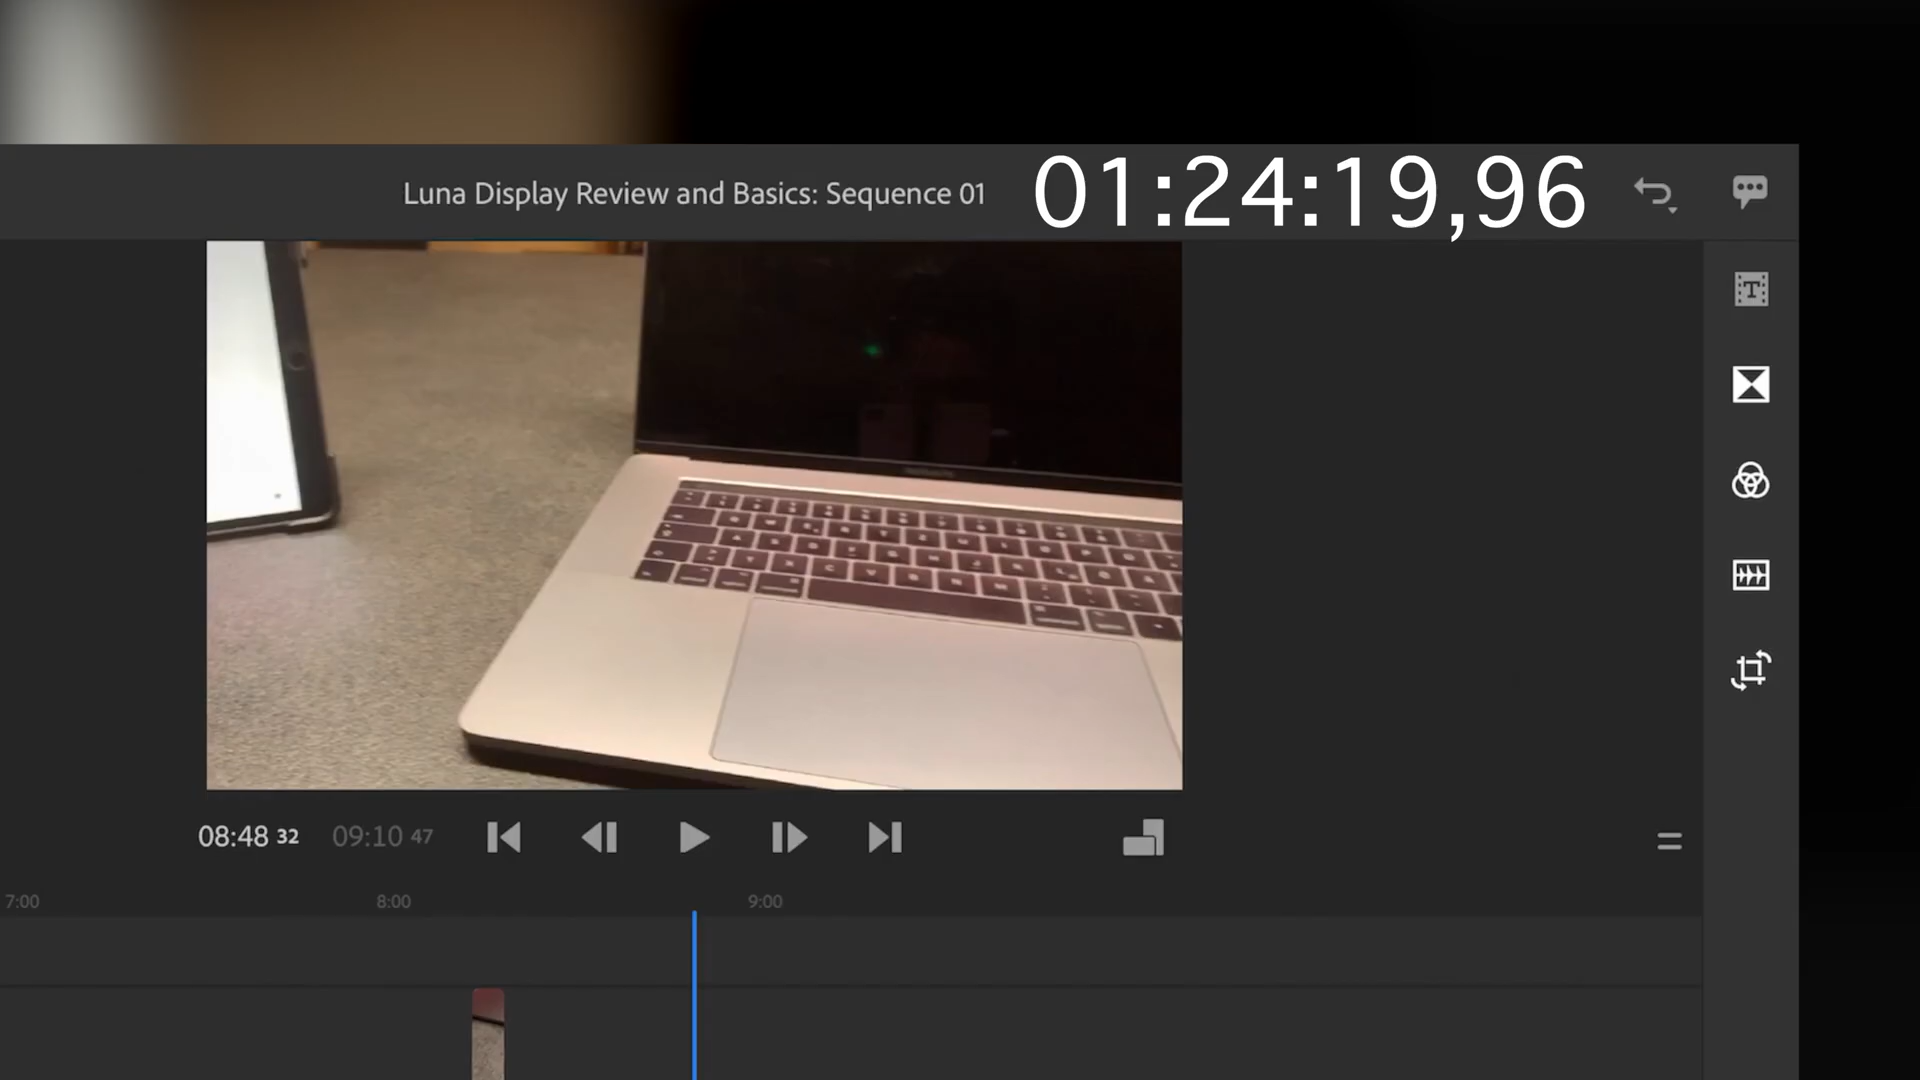 Luna Display Review and Basics: Sequence 01
01:24:19,96
08:48 32 09:10 47
7:00 8:00 9:00